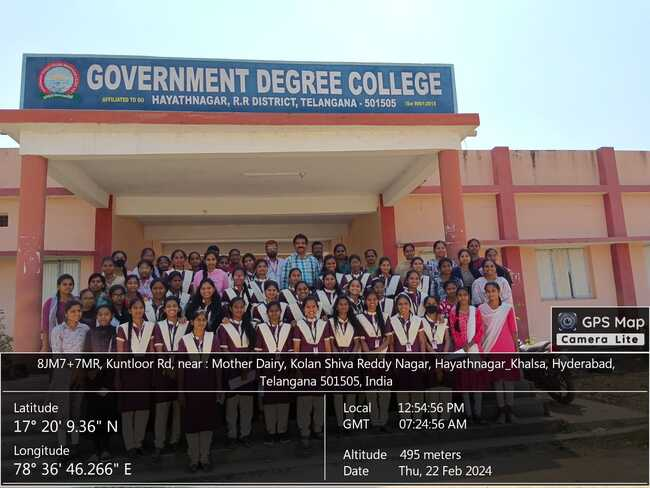 GOVERNMENT DEGREE COLLEGE
AFFILIATED TO OU HAYATHNAGAR, R.R DISTRICT, TELANGANA - 501505 ISO 9001:2015
GPS Map
Camera Lite
8JM7+7MR, Kuntloor Rd, near : Mother Dairy, Kolan Shiva Reddy Nagar, Hayathnagar_Khalsa, Hyderabad,
Telangana 501505, India
Latitude
17° 20' 9.36" N
Longitude
78° 36' 46.266" E
Local 12:54:56 PM
GMT 07:24:56 AM
Altitude 495 meters
Date Thu, 22 Feb 2024